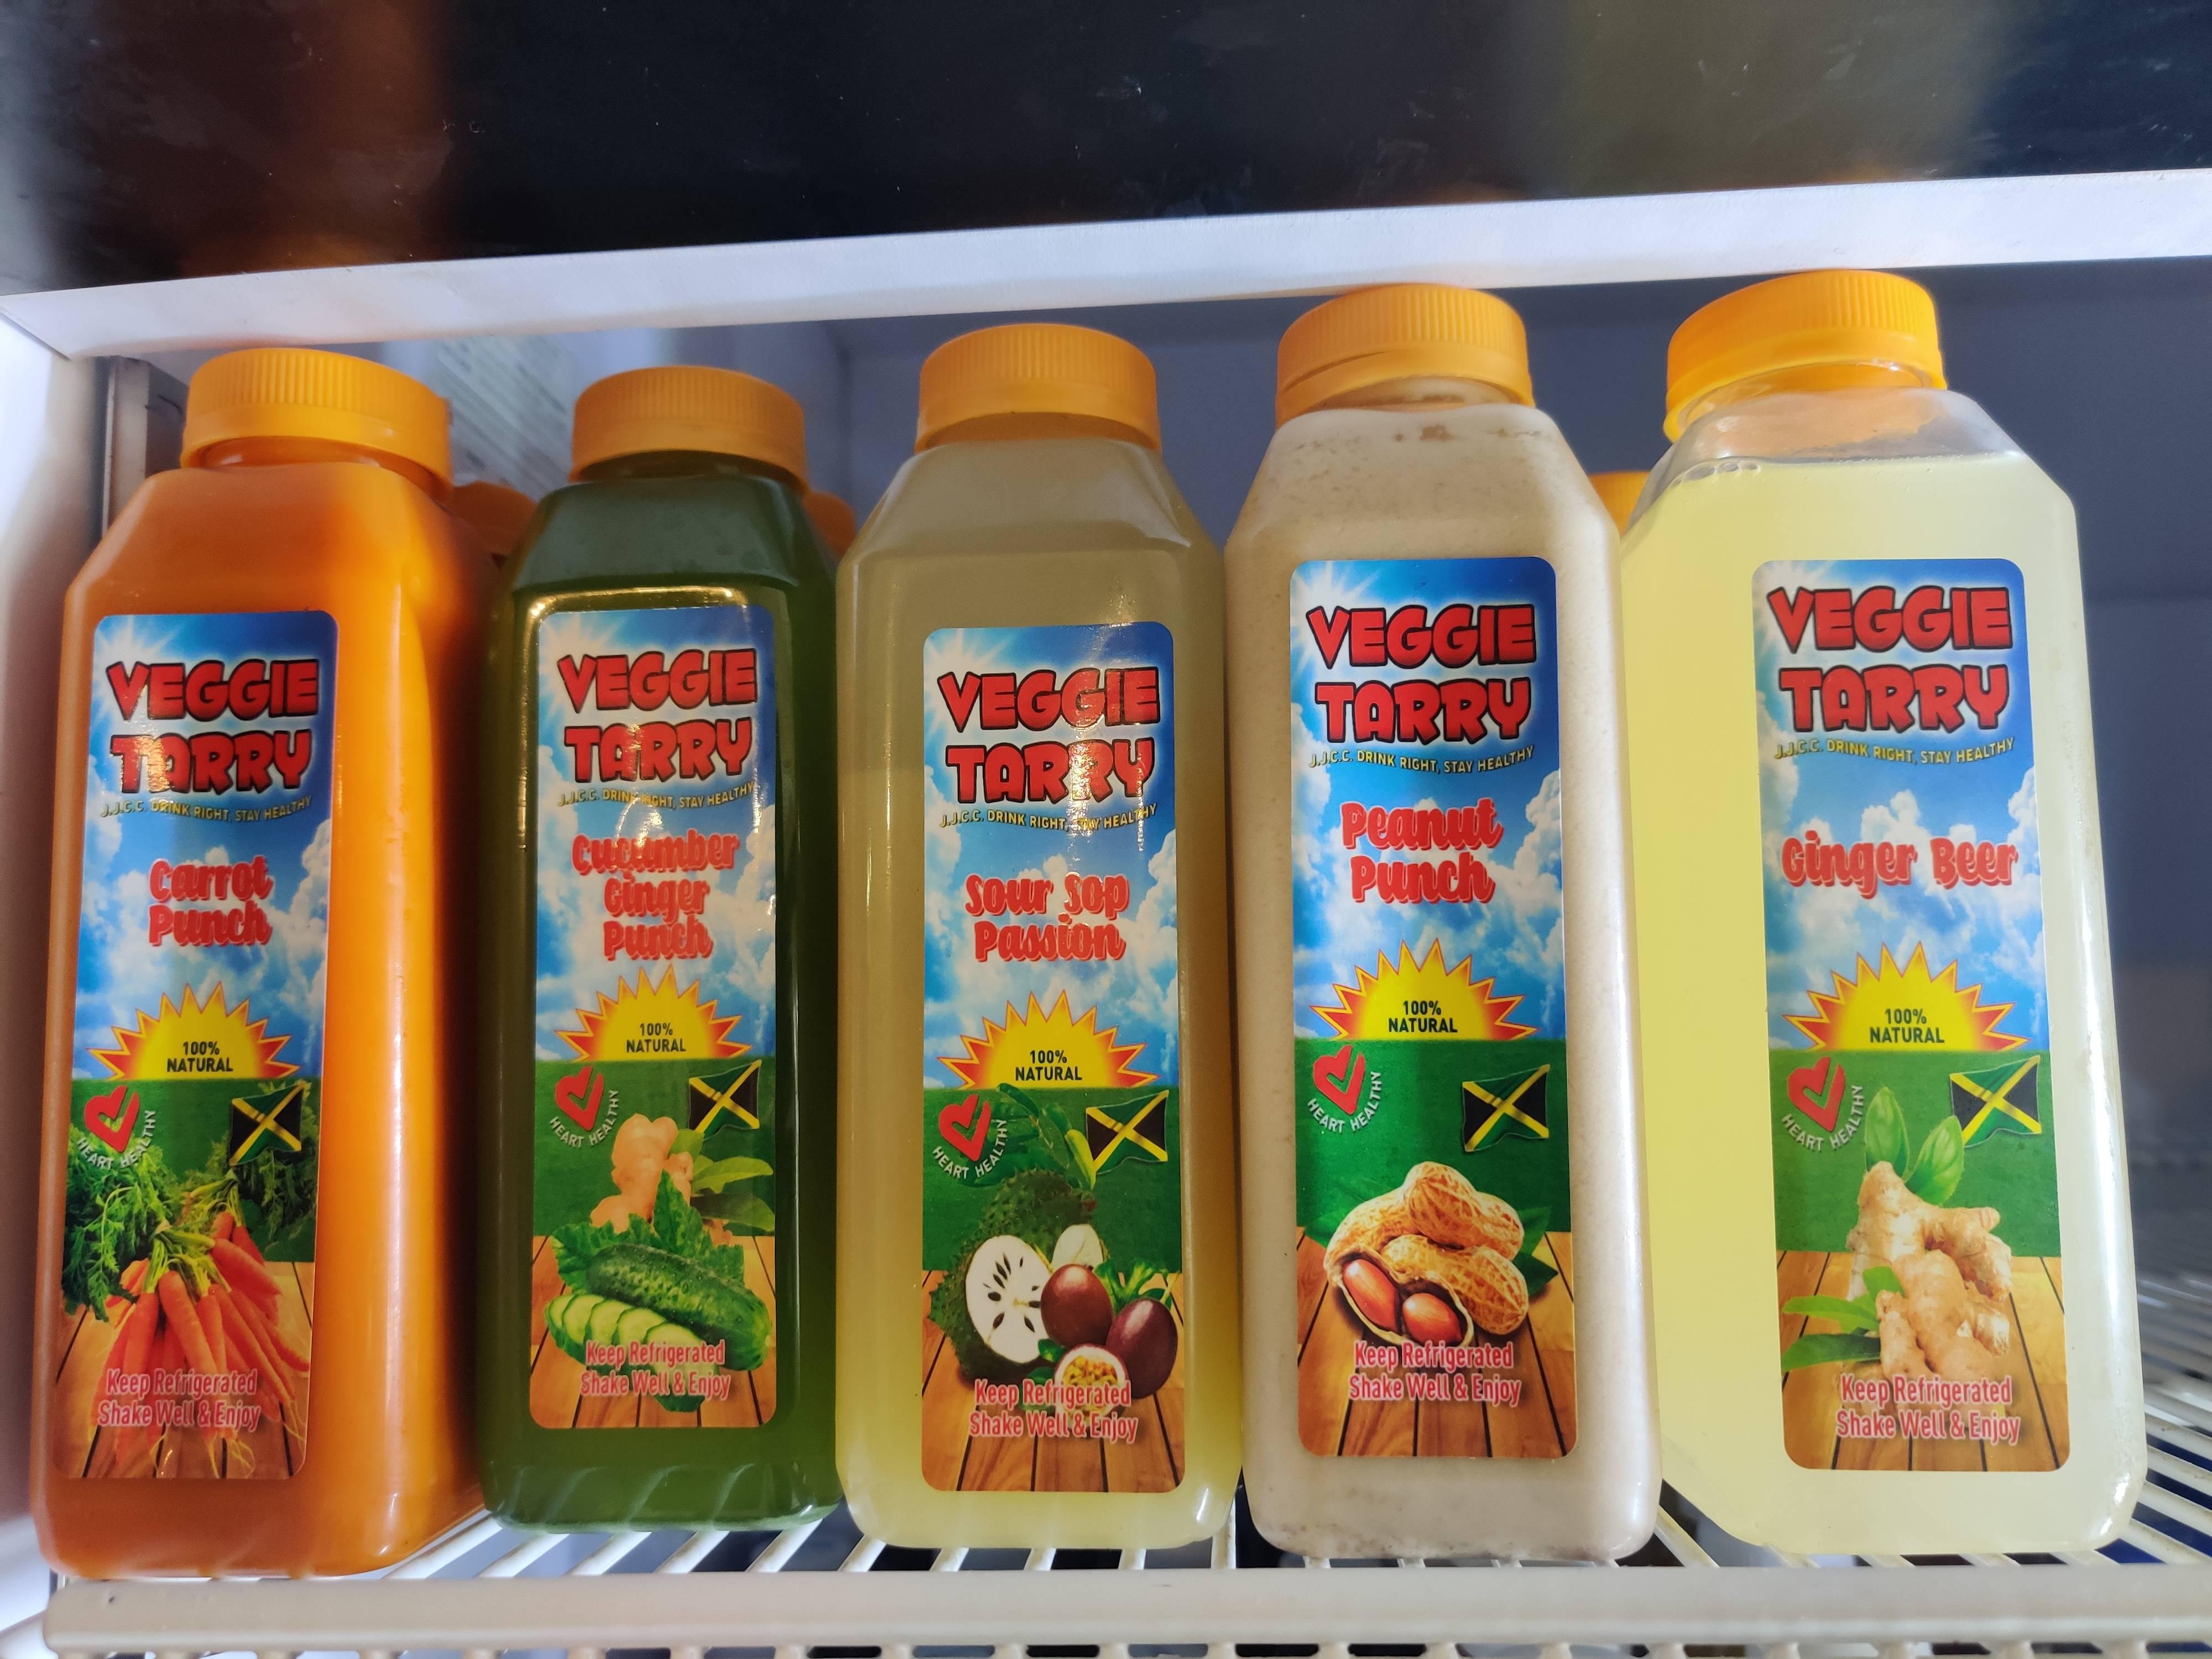 VEGGIE
TARRY
J.J.C.C. DRINK RIGHT, STAY HEALTHY
Carrot
Punch
100%
NATURAL
HEART HEALTHY
Keep Refrigerated
Shake Well & Enjoy
VEGGIE
TARRY
J.J.C.C. DRINK RIGHT, STAY HEALTHY
Cucumber
Ginger
Punch
100%
NATURAL
HEART HEALTHY
Keep Refrigerated
Shake Well & Enjoy
VEGGIE
TARRY
J.J.C.C. DRINK RIGHT, STAY HEALTHY
Sour Sop
Passion
100%
NATURAL
HEART HEALTHY
Keep Refrigerated
Shake Well & Enjoy
VEGGIE
TARRY
J.J.C.C. DRINK RIGHT, STAY HEALTHY
Peanut
Punch
100%
NATURAL
HEART HEALTHY
Keep Refrigerated
Shake Well & Enjoy
VEGGIE
TARRY
J.J.C.C. DRINK RIGHT, STAY HEALTHY
Ginger Beer
100%
NATURAL
HEART HEALTHY
Keep Refrigerated
Shake Well & Enjoy